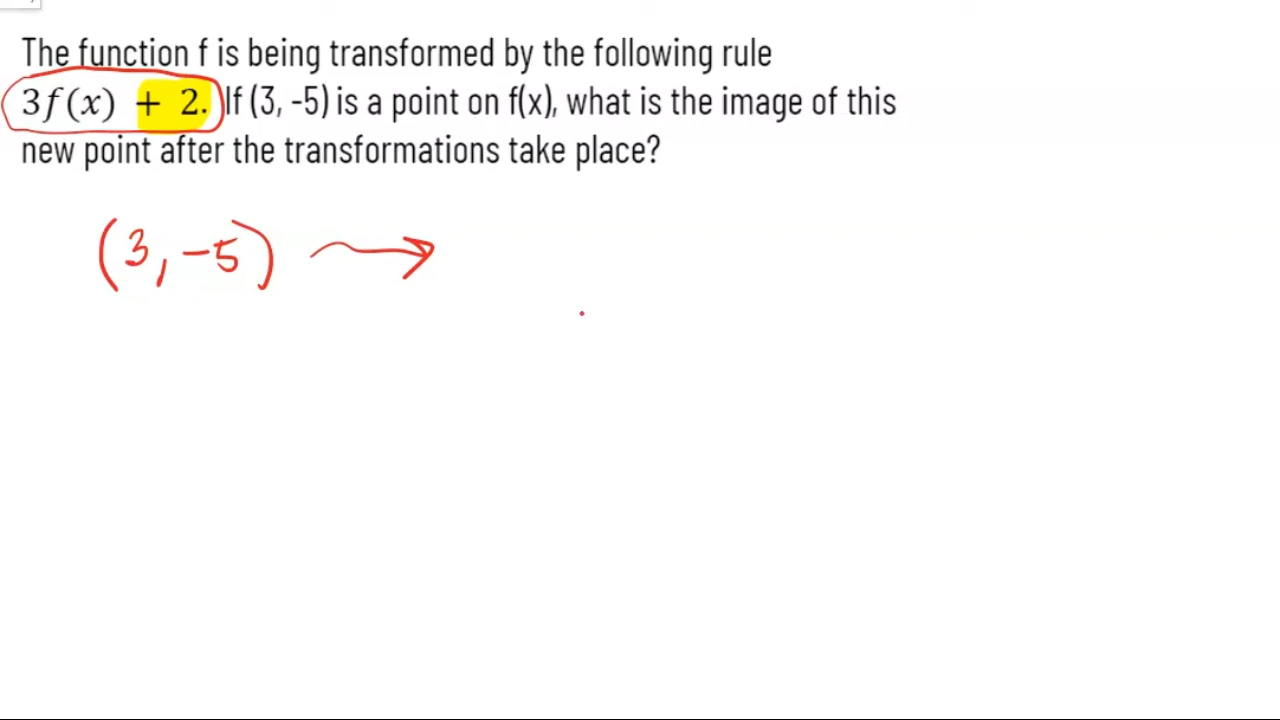 The function f is being transformed by the following rule
3f(x) + 2. If (3, -5) is a point on f(x), what is the image of this
new point after the transformations take place?
(3, -5) →